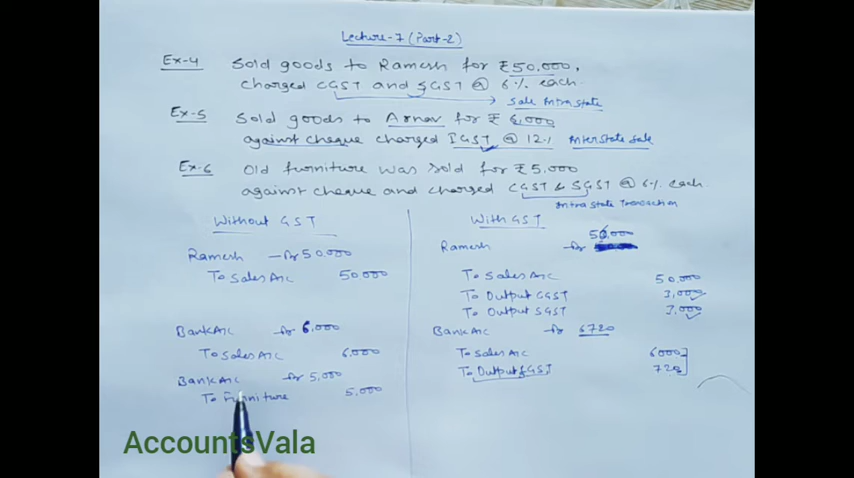 Lecture-7 (Part-2)
Ex-4 Sold goods to Ramesh for ₹50,000,
charged CGST and SGST @ 6% each
→ Sale Intra State
Ex-5 Sold goods to Arnav for ₹ 6,000
against cheque charged IGST @ 12% Inter State Sale
Ex-6 Old furniture was sold for ₹5,000
against cheque and charged CGST & SGST @ 6% each.
Intra State Transaction
Without GST
Ramesh - Dr 50,000
To Sales A/c 50,000
Bank A/c Dr 6,000
To Sales A/c 6,000
Bank A/c Dr 5,000
To Furniture 5,000
With GST
Ramesh Dr
To Sales A/c 50,000
To Output CGST 3,000
To Output SGST 3,000
Bank A/c Dr 6720
To Sales A/c 6000
To Output IGST 720
AccountsVala